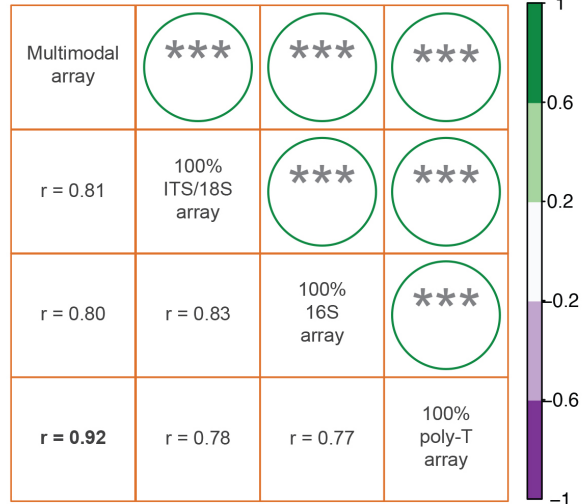 Multimodal
array
***
***
***
r = 0.81
100%
ITS/18S
array
***
***
r = 0.80
r = 0.83
100%
16S
array
***
r = 0.92
r = 0.78
r = 0.77
100%
poly-T
array
1
0.6
0.2
−0.2
−0.6
−1